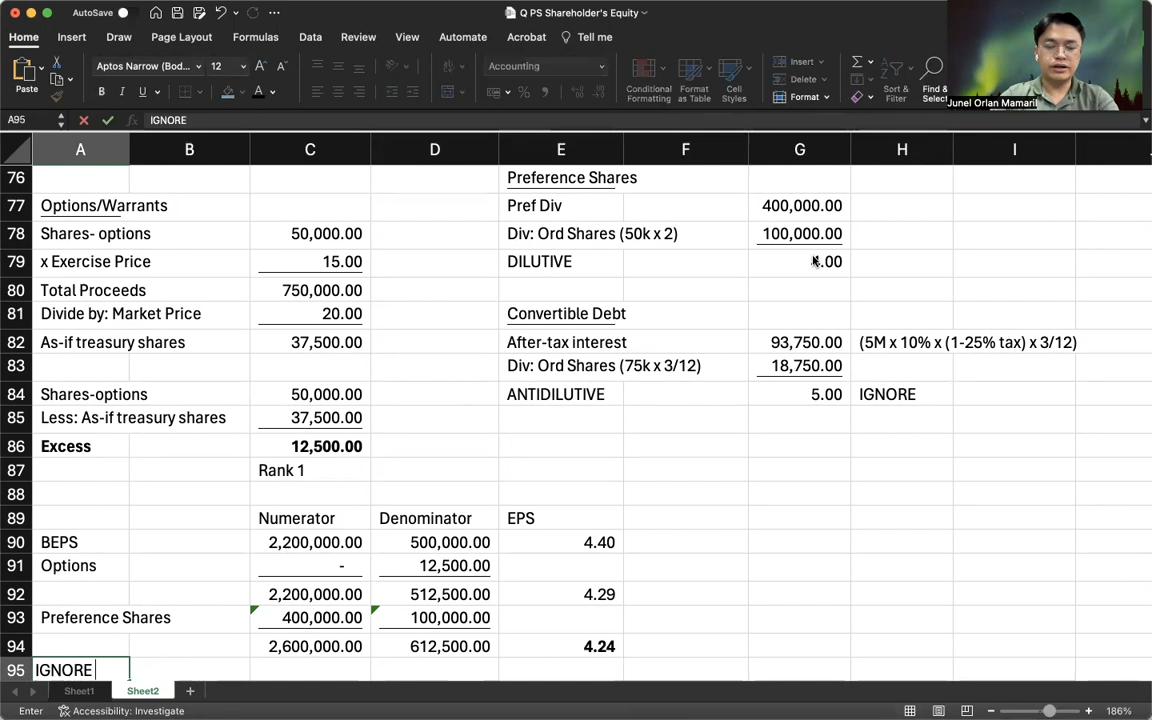 AutoSave
Q PS Shareholder's Equity
Home Insert Draw Page Layout Formulas Data Review View Automate Acrobat Tell me
Paste
Aptos Narrow (Bod... 12 A A
B I U A
Accounting
Conditional Formatting
Format as Table
Cell Styles
Insert
Delete
Format
Sort & Filter
Find & Select
Junel Orlan Mamaril
A95 fx IGNORE
A B C D E F G H I
76 Preference Shares
77 Options/Warrants Pref Div 400,000.00
78 Shares- options 50,000.00 Div: Ord Shares (50k x 2) 100,000.00
79 x Exercise Price 15.00 DILUTIVE .00
80 Total Proceeds 750,000.00
81 Divide by: Market Price 20.00 Convertible Debt
82 As-if treasury shares 37,500.00 After-tax interest 93,750.00 (5M x 10% x (1-25% tax) x 3/12)
83 Div: Ord Shares (75k x 3/12) 18,750.00
84 Shares-options 50,000.00 ANTIDILUTIVE 5.00 IGNORE
85 Less: As-if treasury shares 37,500.00
86 Excess 12,500.00
87 Rank 1
88
89 Numerator Denominator EPS
90 BEPS 2,200,000.00 500,000.00 4.40
91 Options - 12,500.00
92 2,200,000.00 512,500.00 4.29
93 Preference Shares 400,000.00 100,000.00
94 2,600,000.00 612,500.00 4.24
95 IGNORE
Sheet1 Sheet2 +
Enter Accessibility: Investigate 186%